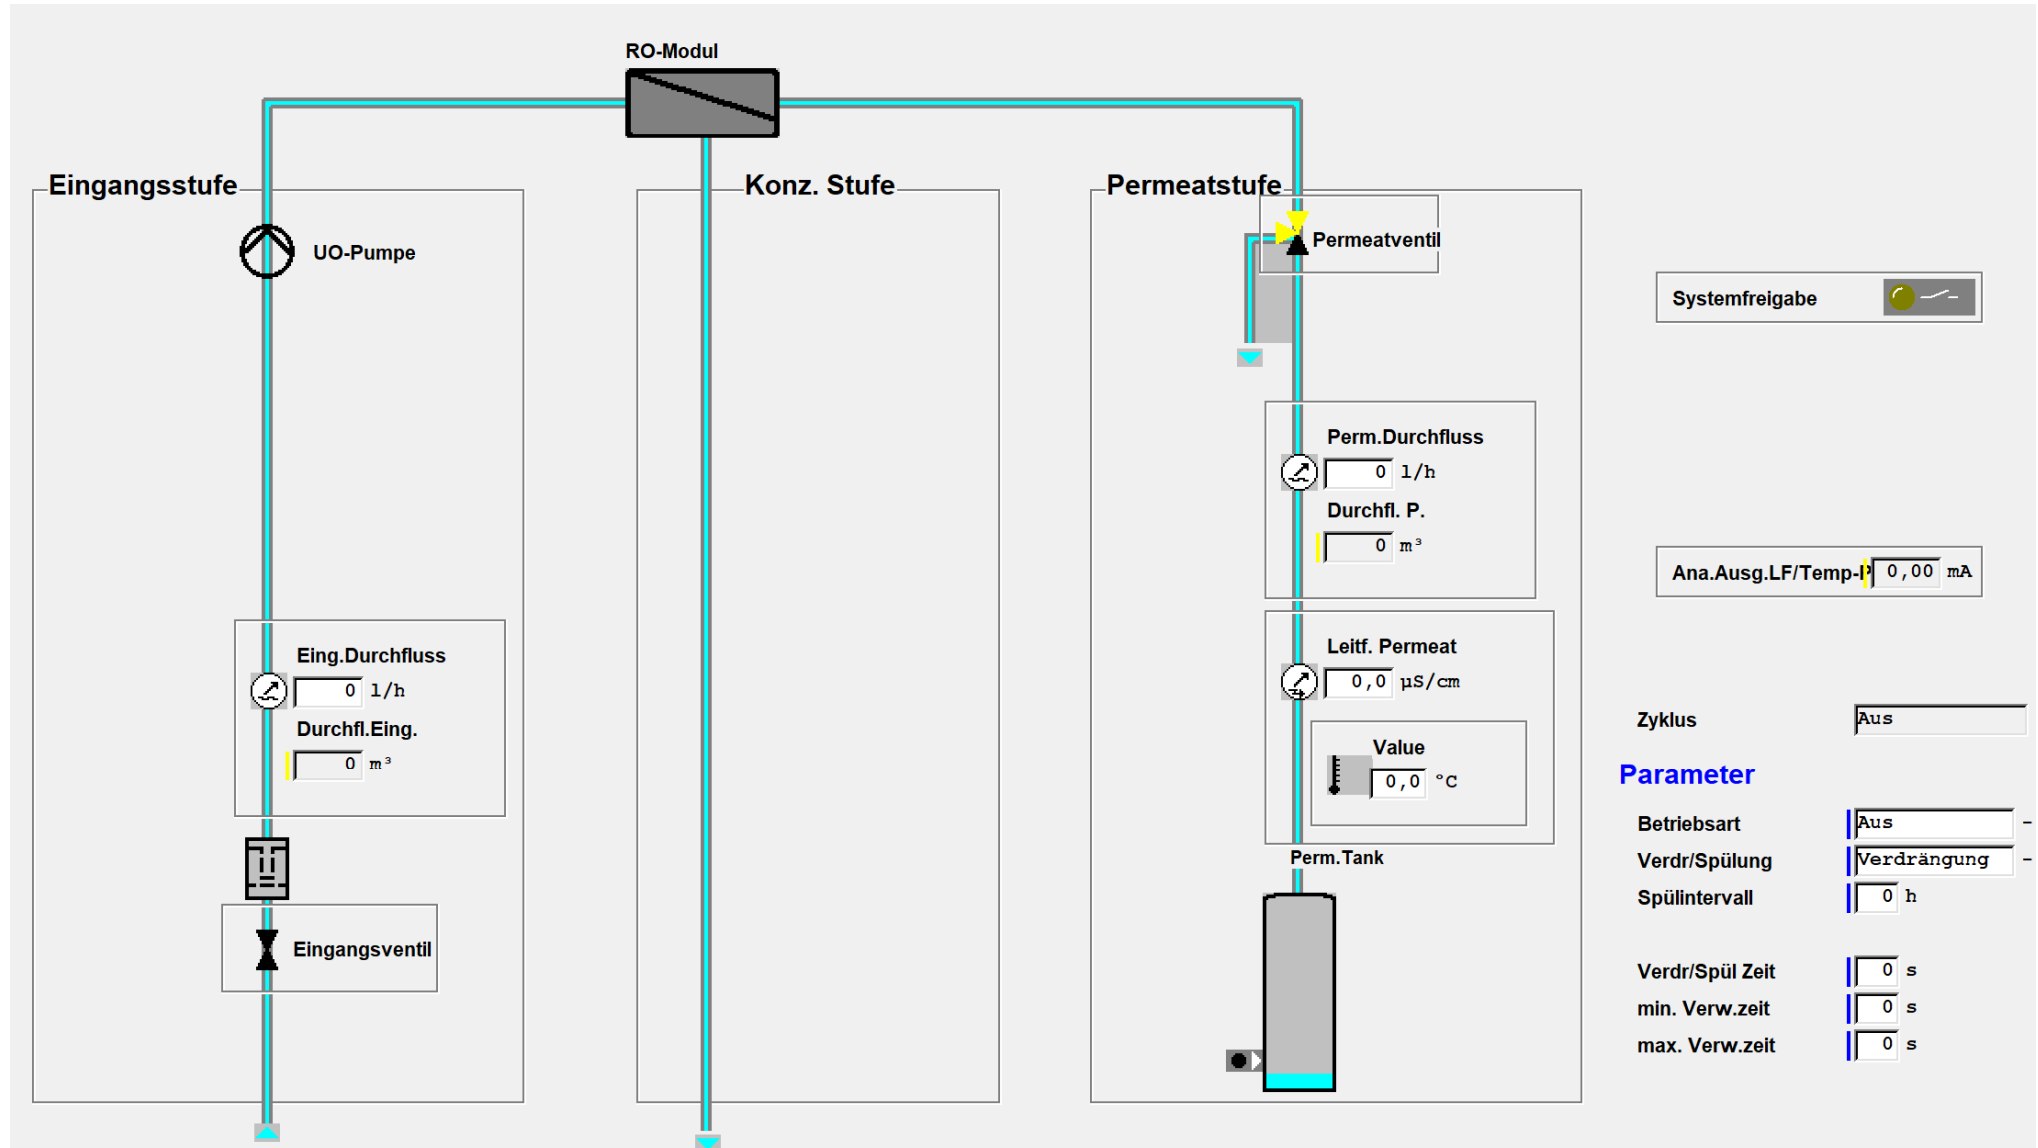 RO-Modul
Eingangsstufe
Konz. Stufe
Permeatstufe
UO-Pumpe
Permeatventil
Systemfreigabe
Perm.Durchfluss
0 l/h
Durchfl. P.
0 m³
Ana.Ausg.LF/Temp-P 0,00 mA
Eing.Durchfluss
0 l/h
Durchfl.Eing.
0 m³
Leitf. Permeat
0,0 µS/cm
Value
0,0 °C
Perm.Tank
Eingangsventil
Zyklus Aus
Parameter
Betriebsart Aus -
Verdr/Spülung Verdrängung -
Spülintervall 0 h
Verdr/Spül Zeit 0 s
min. Verw.zeit 0 s
max. Verw.zeit 0 s